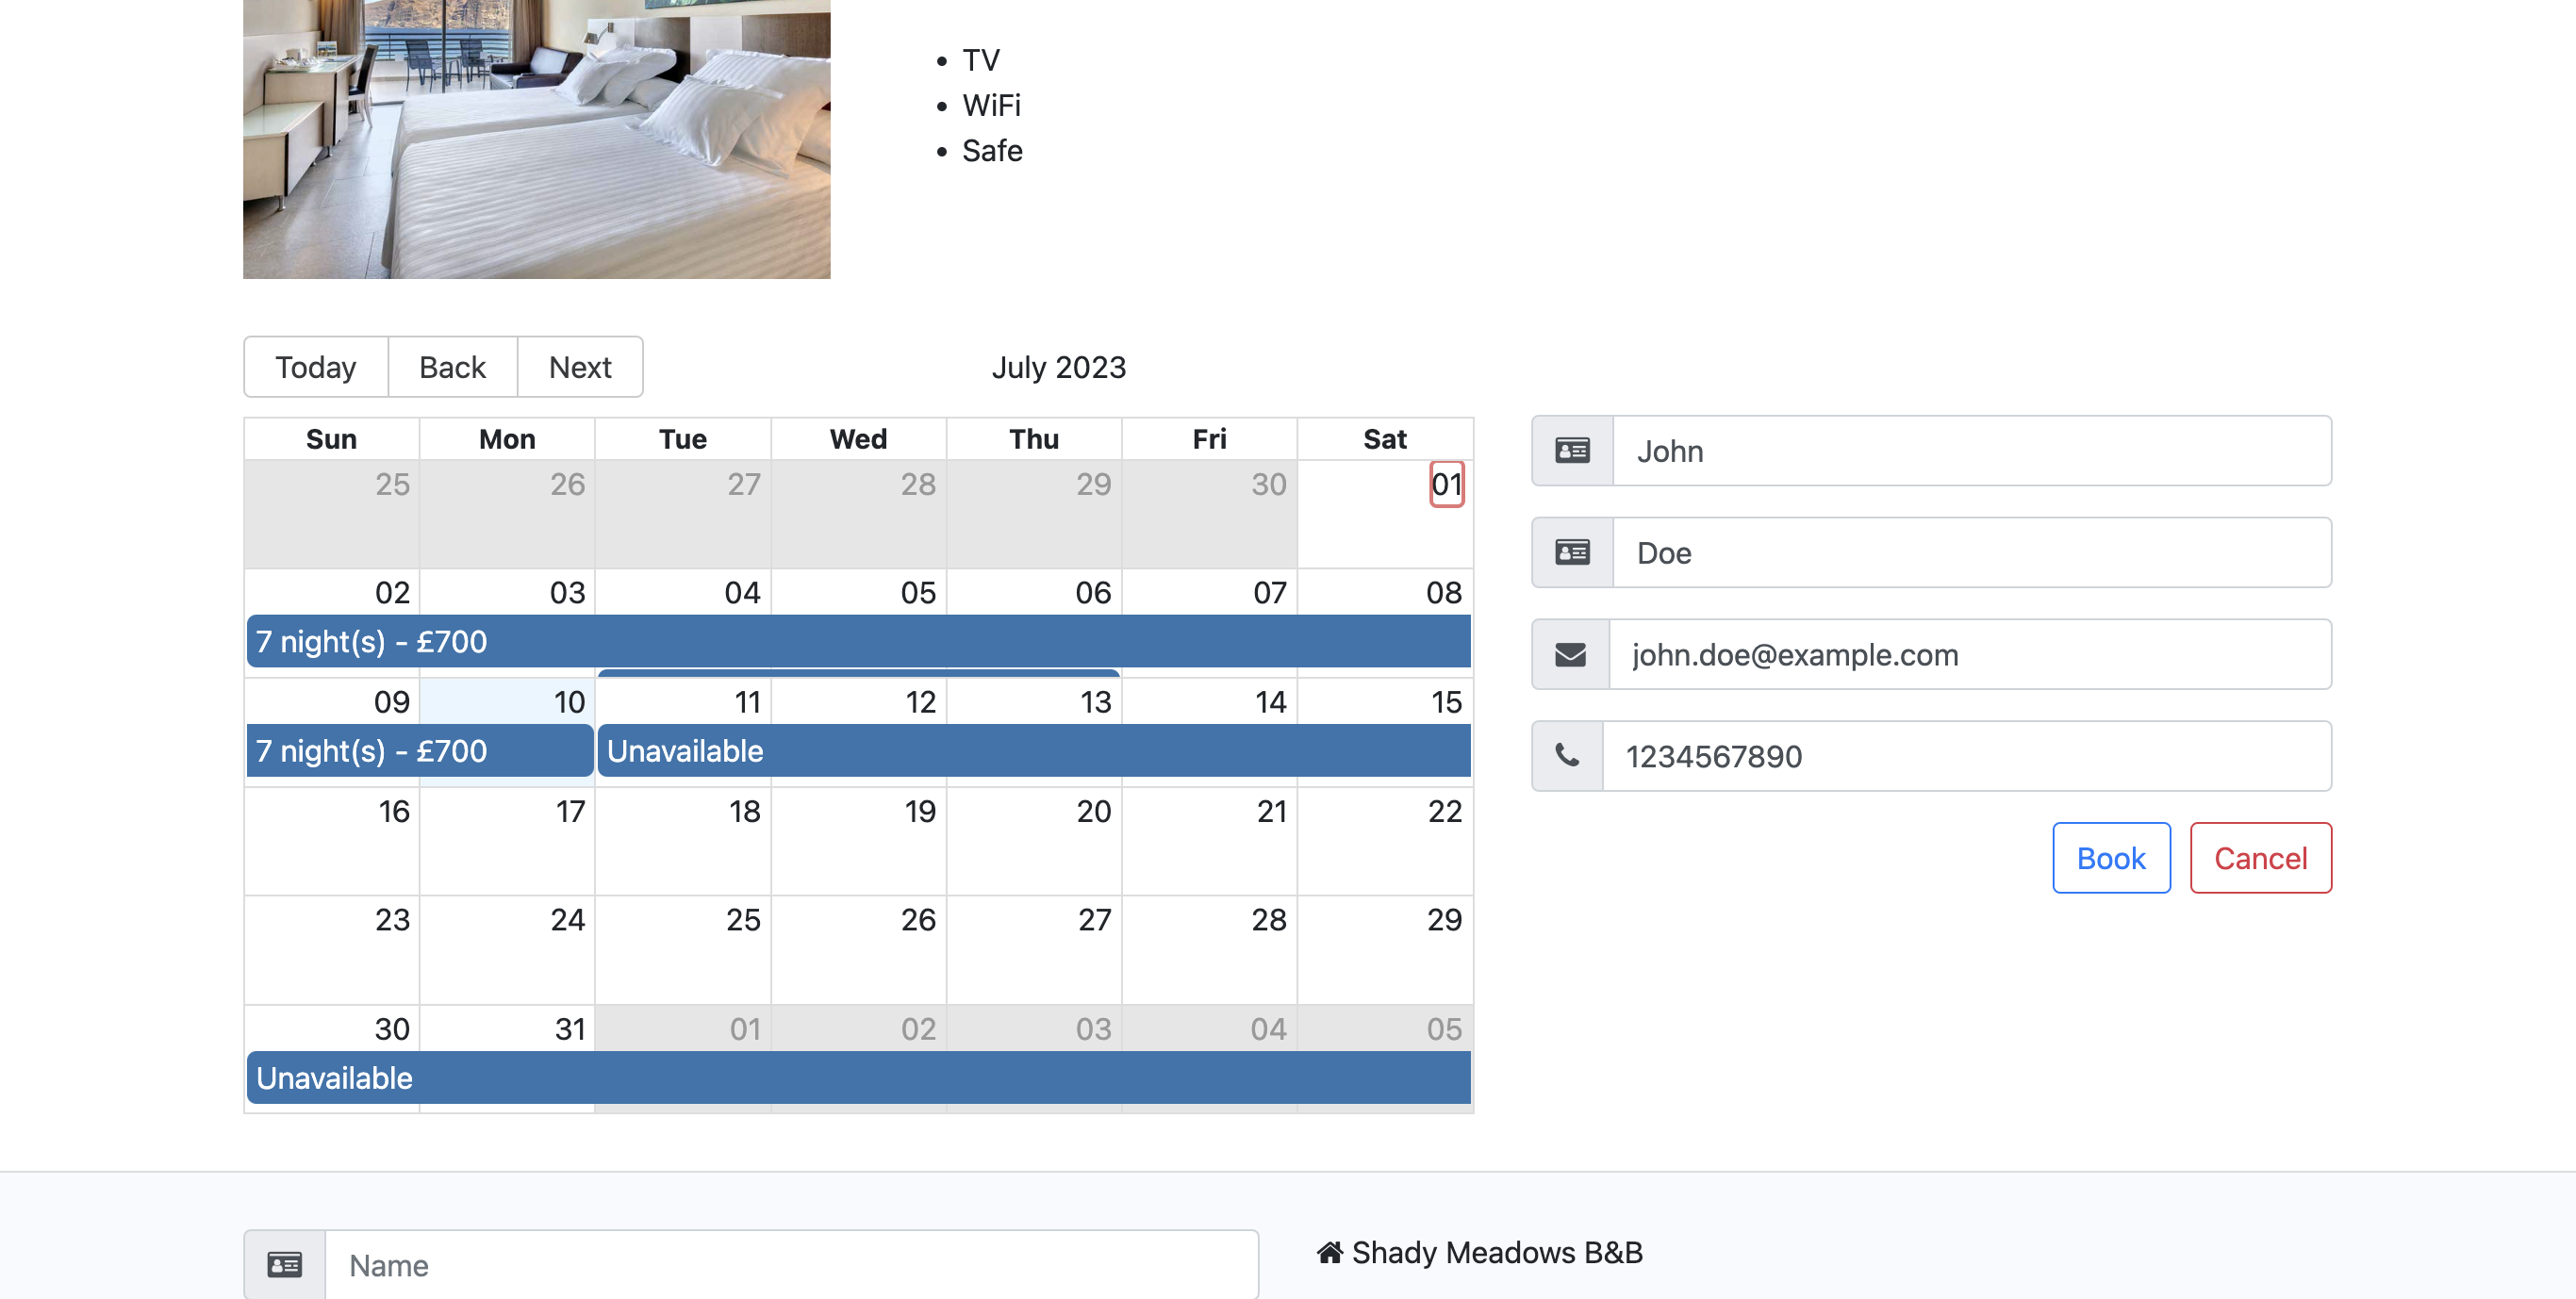 TV
WiFi
Safe
Today Back Next
July 2023
Sun Mon Tue Wed Thu Fri Sat
25 26 27 28 29 30 01
02 03 04 05 06 07 08
7 night(s) - £700
09 10 11 12 13 14 15
7 night(s) - £700 Unavailable
16 17 18 19 20 21 22
23 24 25 26 27 28 29
30 31 01 02 03 04 05
Unavailable
John
Doe
john.doe@example.com
1234567890
Book Cancel
Name
Shady Meadows B&B